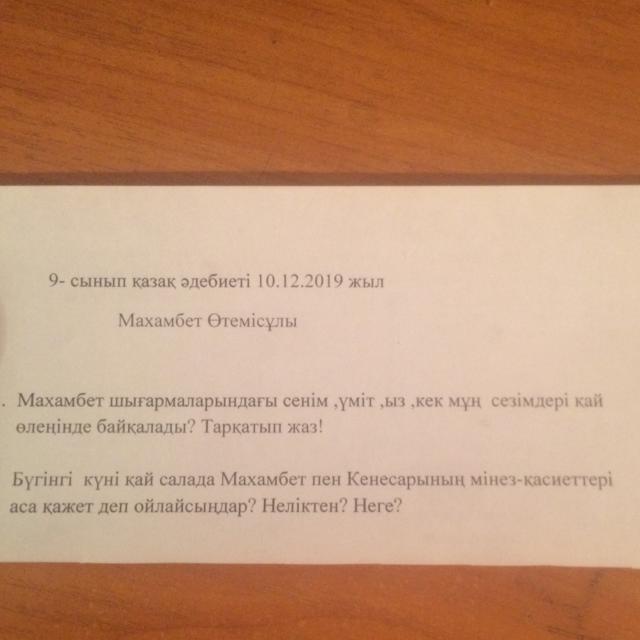 9- сынып қазақ әдебиеті 10.12.2019 жыл
Махамбет Өтемісұлы
. Махамбет шығармаларындағы сенім ,үміт ,ыз ,кек мұң сезімдері қай
өлеңінде байқалады? Тарқатып жаз!
Бүгінгі күні қай салада Махамбет пен Кенесарының мінез-қасиеттері
аса қажет деп ойлайсыңдар? Неліктен? Неге?